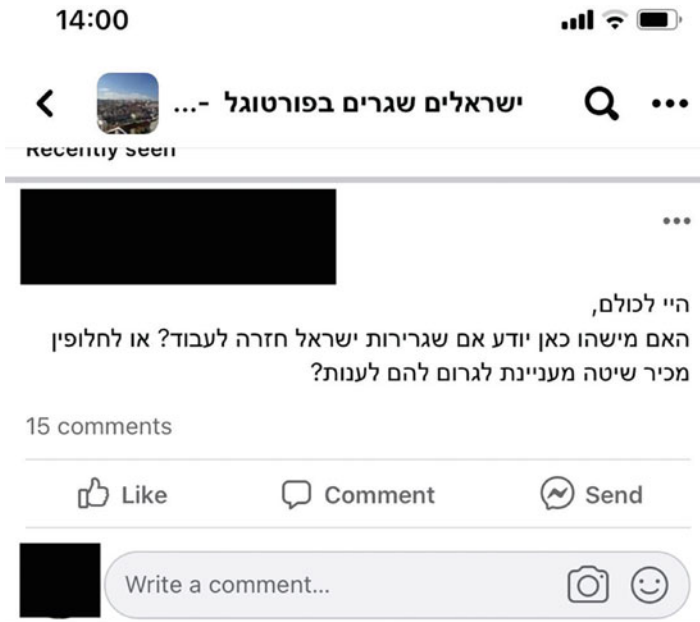 14:00
ישראלים שגרים בפורטוגל -...
Recently seen
היי לכולם,
האם מישהו כאן יודע אם שגרירות ישראל חזרה לעבוד? או לחלופין
מכיר שיטה מעניינת לגרום להם לענות?
15 comments
Like Comment Send
Write a comment...